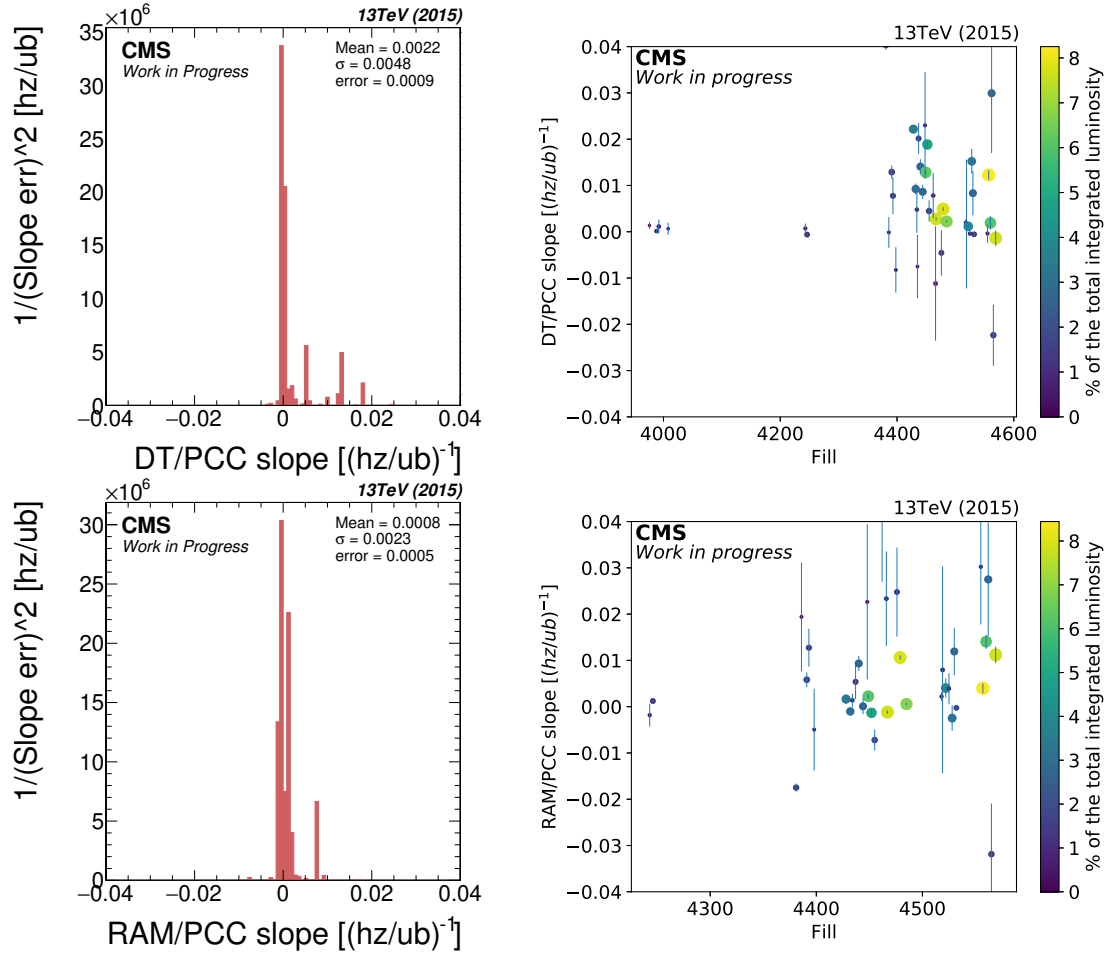 ×10^6
13TeV (2015)
CMS
Work in Progress
Mean = 0.0022
σ = 0.0048
error = 0.0009
1/(Slope err)^2 [hz/ub]
35
30
25
20
15
10
5
0
−0.04 −0.02 0 0.02 0.04
DT/PCC slope [(hz/ub)^-1]
13TeV (2015)
CMS
Work in progress
DT/PCC slope [(hz/ub)^−1]
0.04
0.03
0.02
0.01
0.00
−0.01
−0.02
−0.03
−0.04
4000 4200 4400 4600
Fill
8
7
6
5
4
3
2
1
0
% of the total integrated luminosity
×10^6
13TeV (2015)
CMS
Work in Progress
Mean = 0.0008
σ = 0.0023
error = 0.0005
1/(Slope err)^2 [hz/ub]
30
25
20
15
10
5
0
−0.04 −0.02 0 0.02 0.04
RAM/PCC slope [(hz/ub)^-1]
13TeV (2015)
CMS
Work in progress
RAM/PCC slope [(hz/ub)^−1]
0.04
0.03
0.02
0.01
0.00
−0.01
−0.02
−0.03
−0.04
4300 4400 4500
Fill
8
7
6
5
4
3
2
1
0
% of the total integrated luminosity